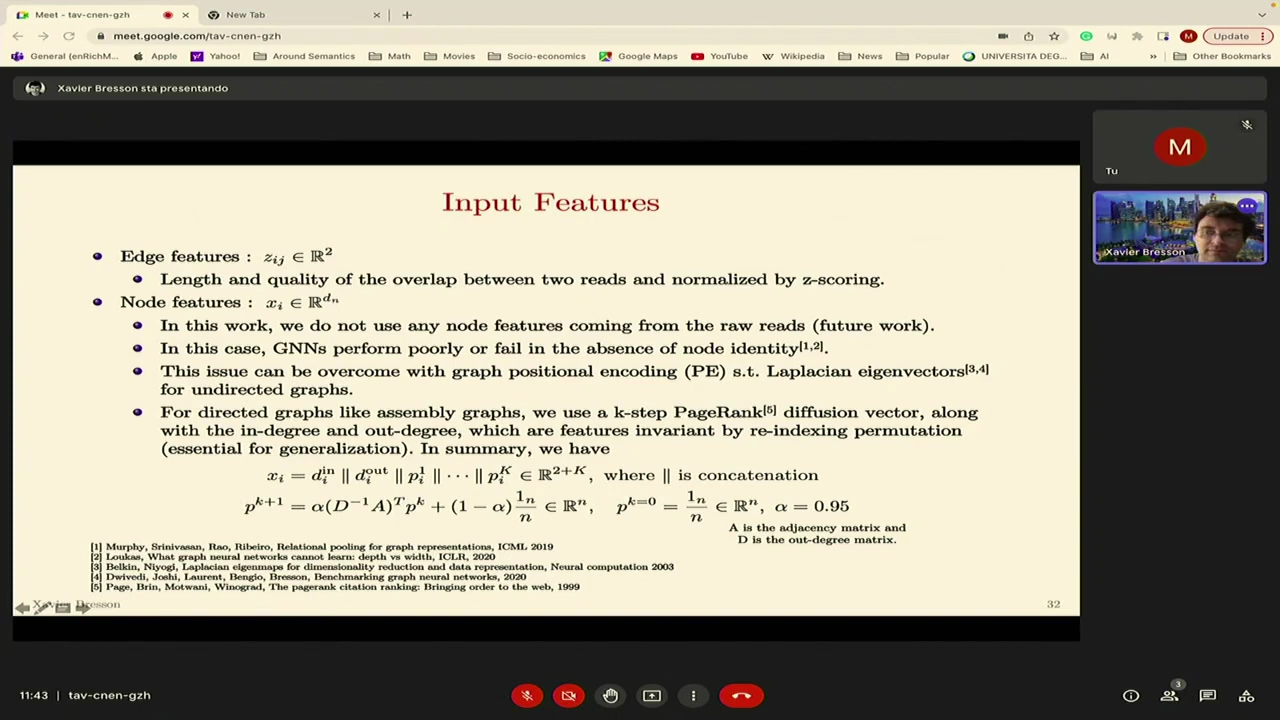 Meet - tav-cnen-gzh
New Tab
meet.google.com/tav-cnen-gzh
Update
General (enRichM...
Apple
Yahoo!
Around Semantics
Math
Movies
Socio-economics
Google Maps
YouTube
Wikipedia
News
Popular
UNIVERSITA DEG...
AI
»
Other Bookmarks
Xavier Bresson sta presentando
M
Tu
Xavier Bresson
Input Features
Edge features : z_{ij} ∈ ℝ^2
Length and quality of the overlap between two reads and normalized by z-scoring.
Node features : x_i ∈ ℝ^{d_n}
In this work, we do not use any node features coming from the raw reads (future work).
In this case, GNNs perform poorly or fail in the absence of node identity[1,2].
This issue can be overcome with graph positional encoding (PE) s.t. Laplacian eigenvectors[3,4]
for undirected graphs.
For directed graphs like assembly graphs, we use a k-step PageRank[5] diffusion vector, along
with the in-degree and out-degree, which are features invariant by re-indexing permutation
(essential for generalization). In summary, we have
x_i = d_i^{in} ∥ d_i^{out} ∥ p_i^1 ∥ ··· ∥ p_i^K ∈ ℝ^{2+K}, where ∥ is concatenation
p^{k+1} = α(D^{-1}A)^T p^k + (1 − α) 1_n/n ∈ ℝ^n, p^{k=0} = 1_n/n ∈ ℝ^n, α = 0.95
A is the adjacency matrix and
D is the out-degree matrix.
[1] Murphy, Srinivasan, Rao, Ribeiro, Relational pooling for graph representations, ICML 2019
[2] Loukas, What graph neural networks cannot learn: depth vs width, ICLR, 2020
[3] Belkin, Niyogi, Laplacian eigenmaps for dimensionality reduction and data representation, Neural computation 2003
[4] Dwivedi, Joshi, Laurent, Bengio, Bresson, Benchmarking graph neural networks, 2020
[5] Page, Brin, Motwani, Winograd, The pagerank citation ranking: Bringing order to the web, 1999
Xavier Bresson
32
11:43 | tav-cnen-gzh
3